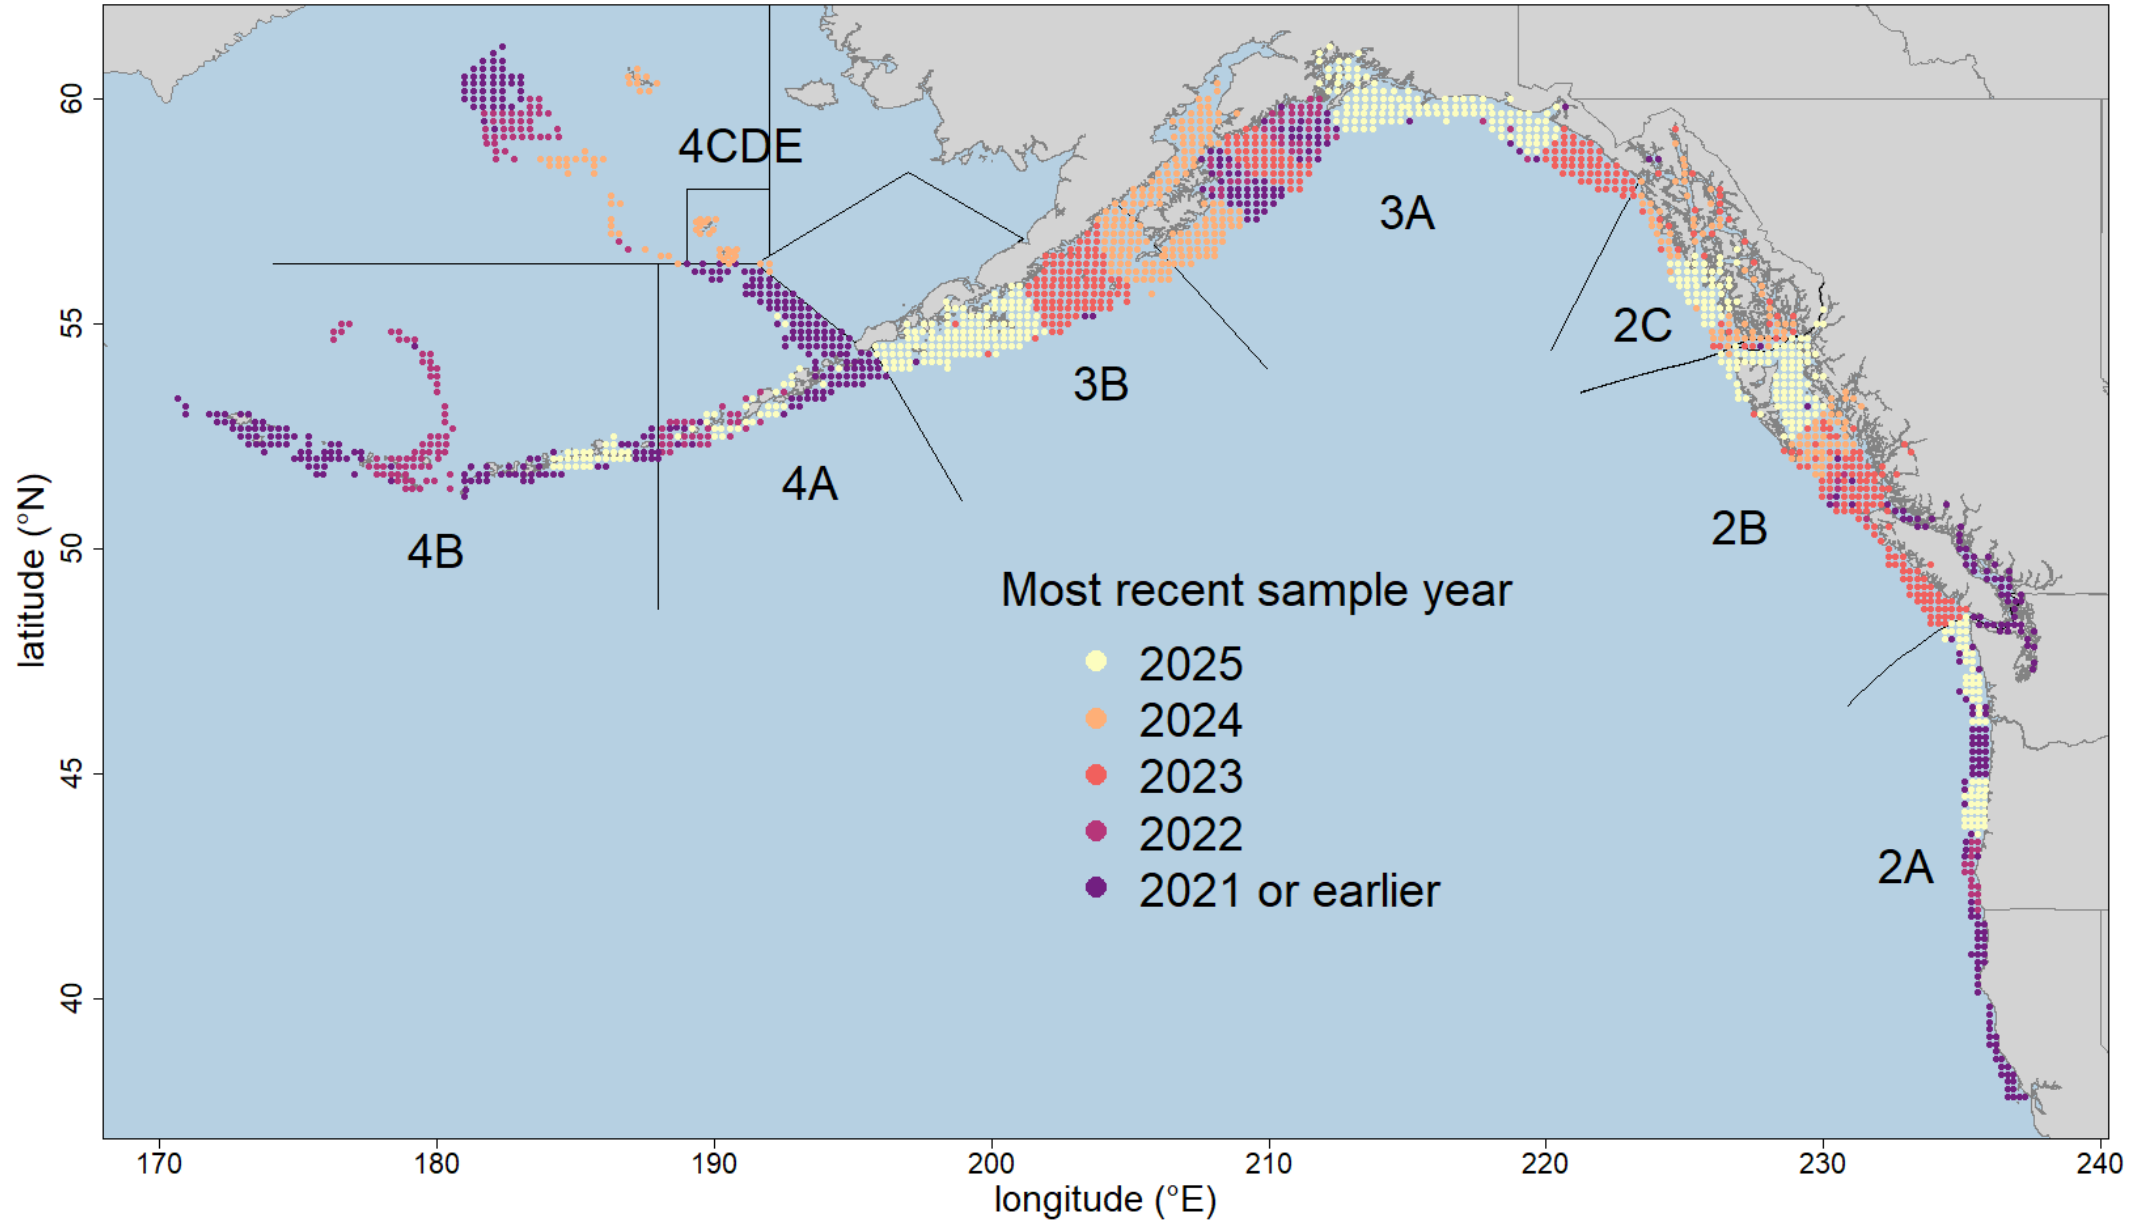 60
55
50
45
40
latitude (°N)
170
180
190
200
210
220
230
240
longitude (°E)
4CDE
3A
2C
3B
4A
2B
4B
2A
Most recent sample year
2025
2024
2023
2022
2021 or earlier